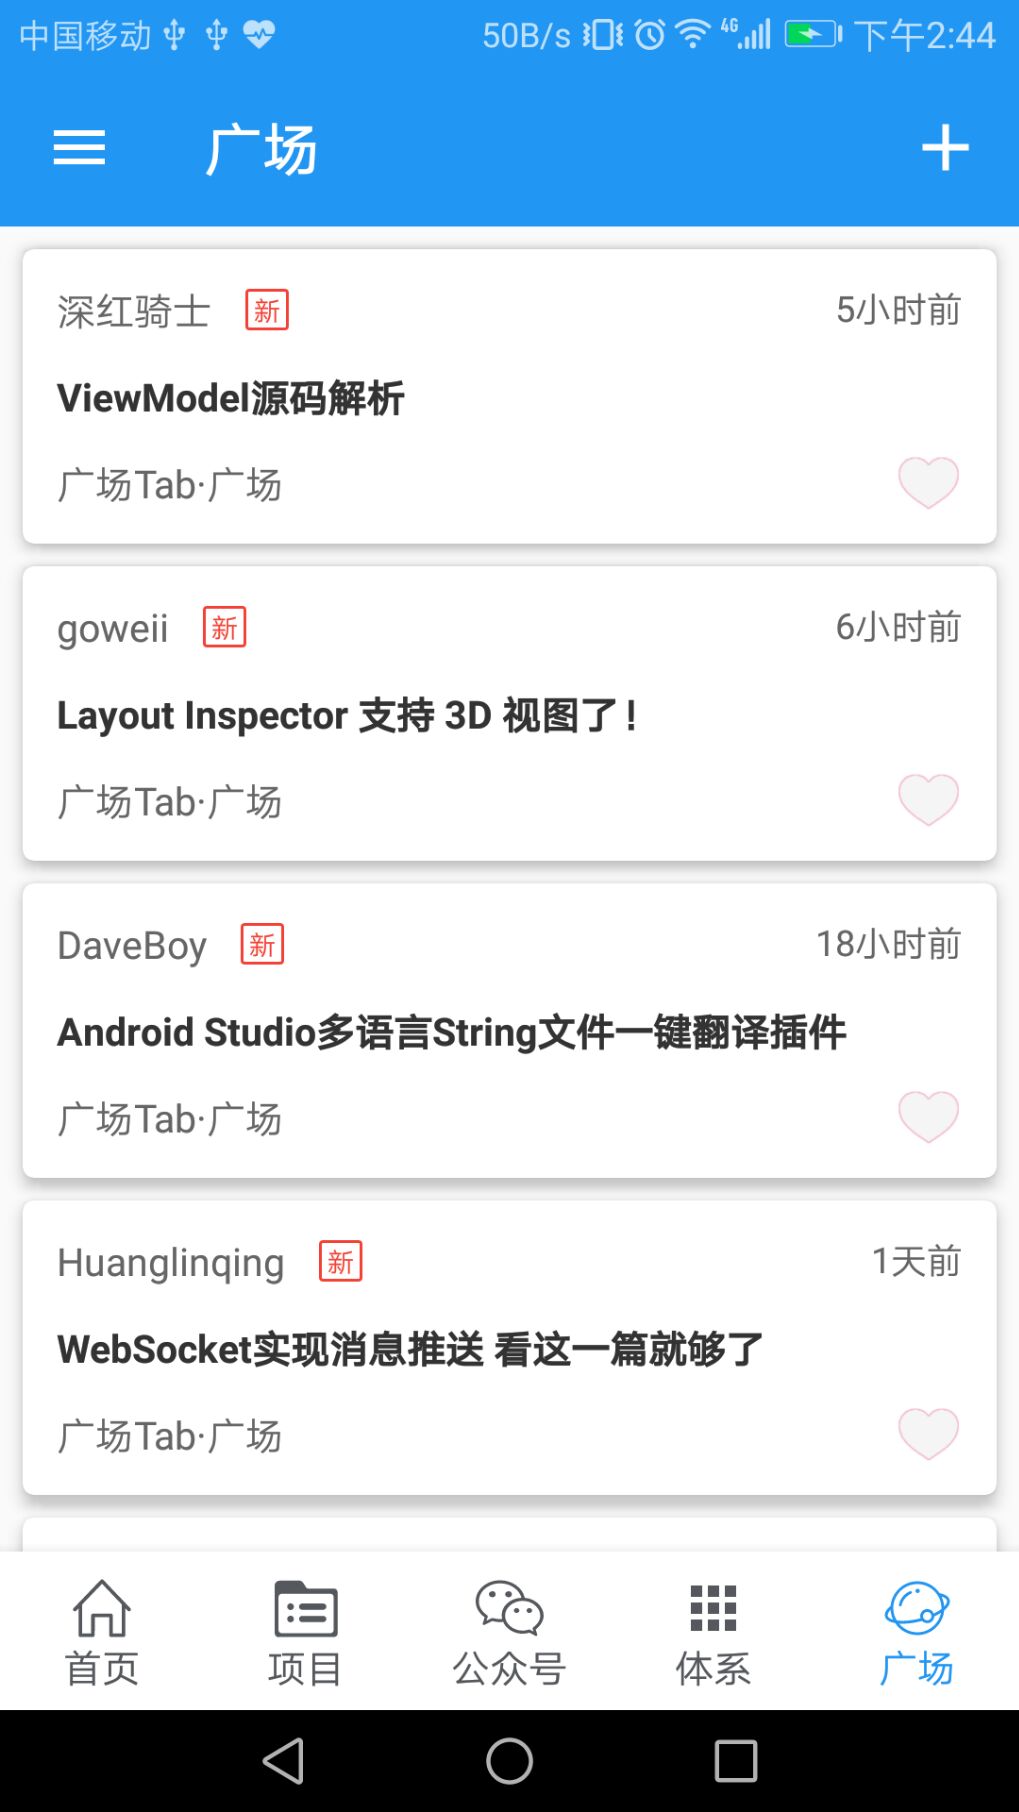 中国移动 50B/s 4G 下午2:44
广场
深红骑士 新 5小时前
ViewModel源码解析
广场Tab·广场
goweii 新 6小时前
Layout Inspector 支持 3D 视图了！
广场Tab·广场
DaveBoy 新 18小时前
Android Studio多语言String文件一键翻译插件
广场Tab·广场
Huanglinqing 新 1天前
WebSocket实现消息推送 看这一篇就够了
广场Tab·广场
首页 项目 公众号 体系 广场